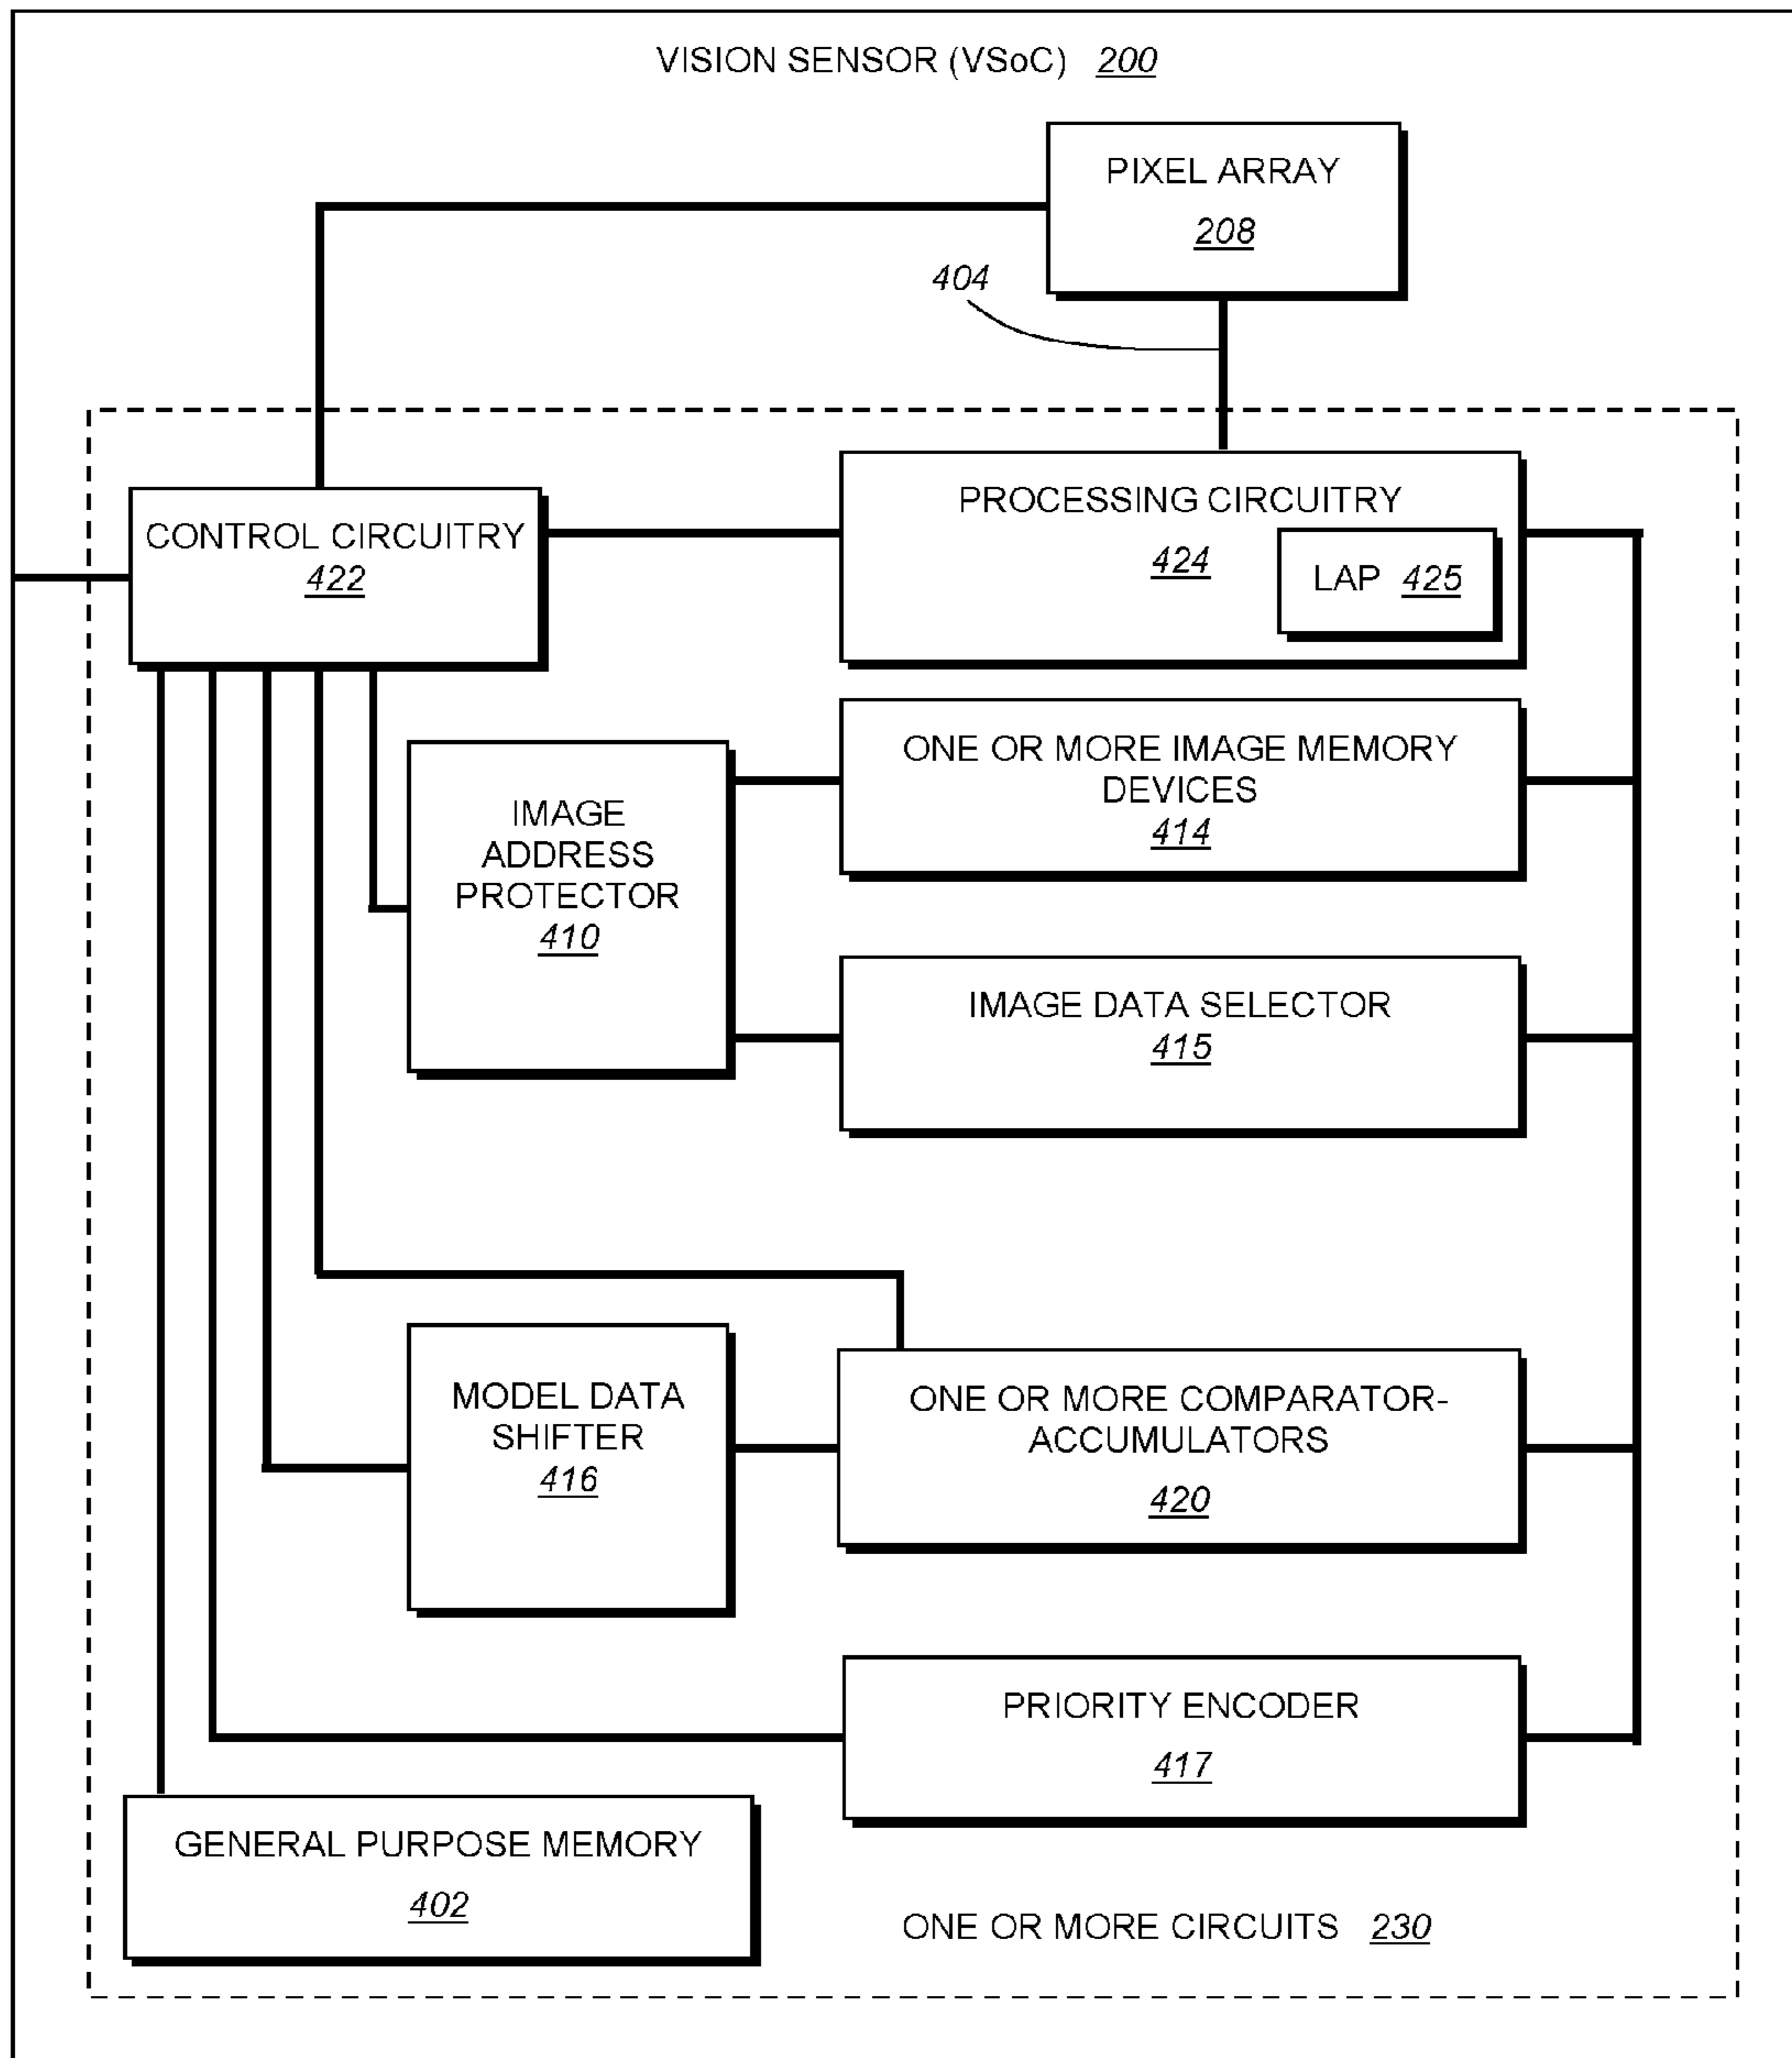 VISION SENSOR (VSoC) 200
PIXEL ARRAY
208
404
CONTROL CIRCUITRY
422
PROCESSING CIRCUITRY
424
LAP 425
IMAGE
ADDRESS
PROTECTOR
410
ONE OR MORE IMAGE MEMORY
DEVICES
414
IMAGE DATA SELECTOR
415
MODEL DATA
SHIFTER
416
ONE OR MORE COMPARATOR-
ACCUMULATORS
420
PRIORITY ENCODER
417
GENERAL PURPOSE MEMORY
402
ONE OR MORE CIRCUITS 230